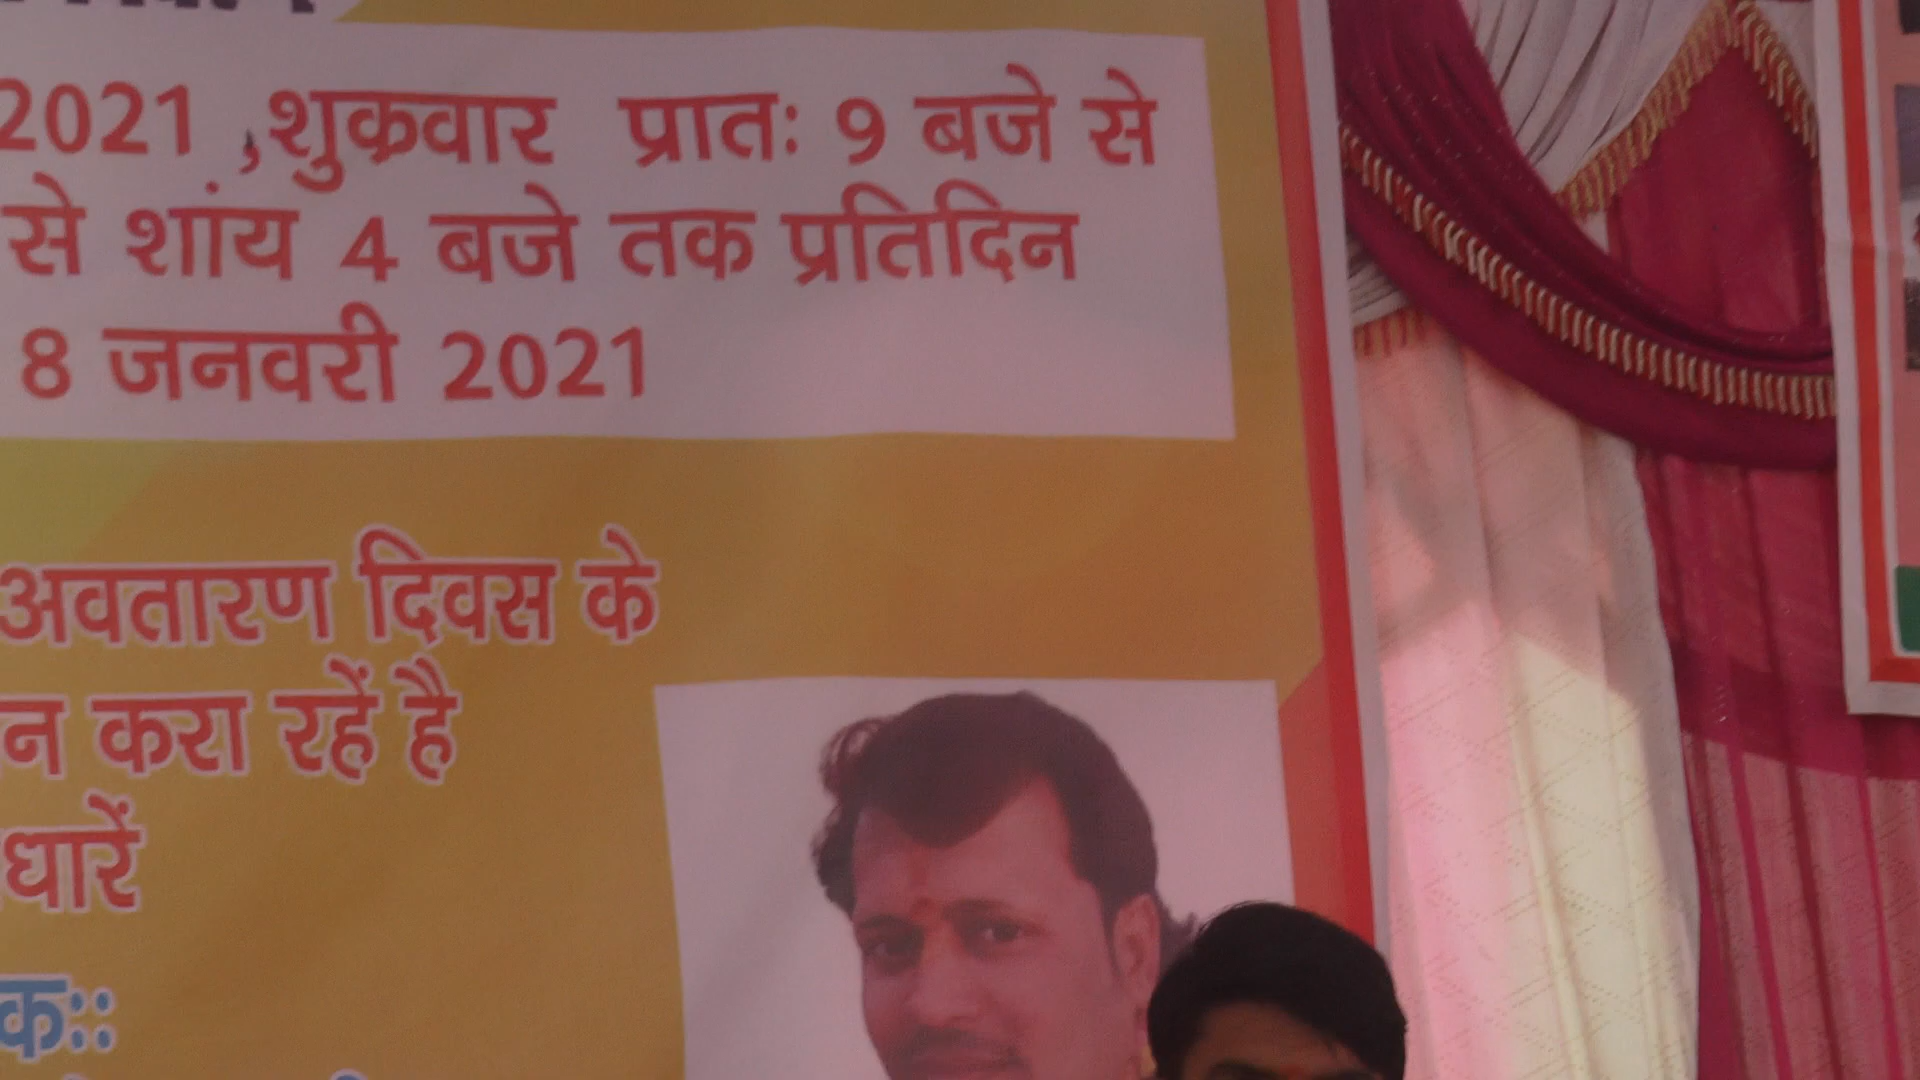 2021 ,शुक्रवार प्रातः 9 बजे से
से शांय 4 बजे तक प्रतिदिन
8 जनवरी 2021
अवतारण दिवस के
न करा रहें है
धारें
कः: